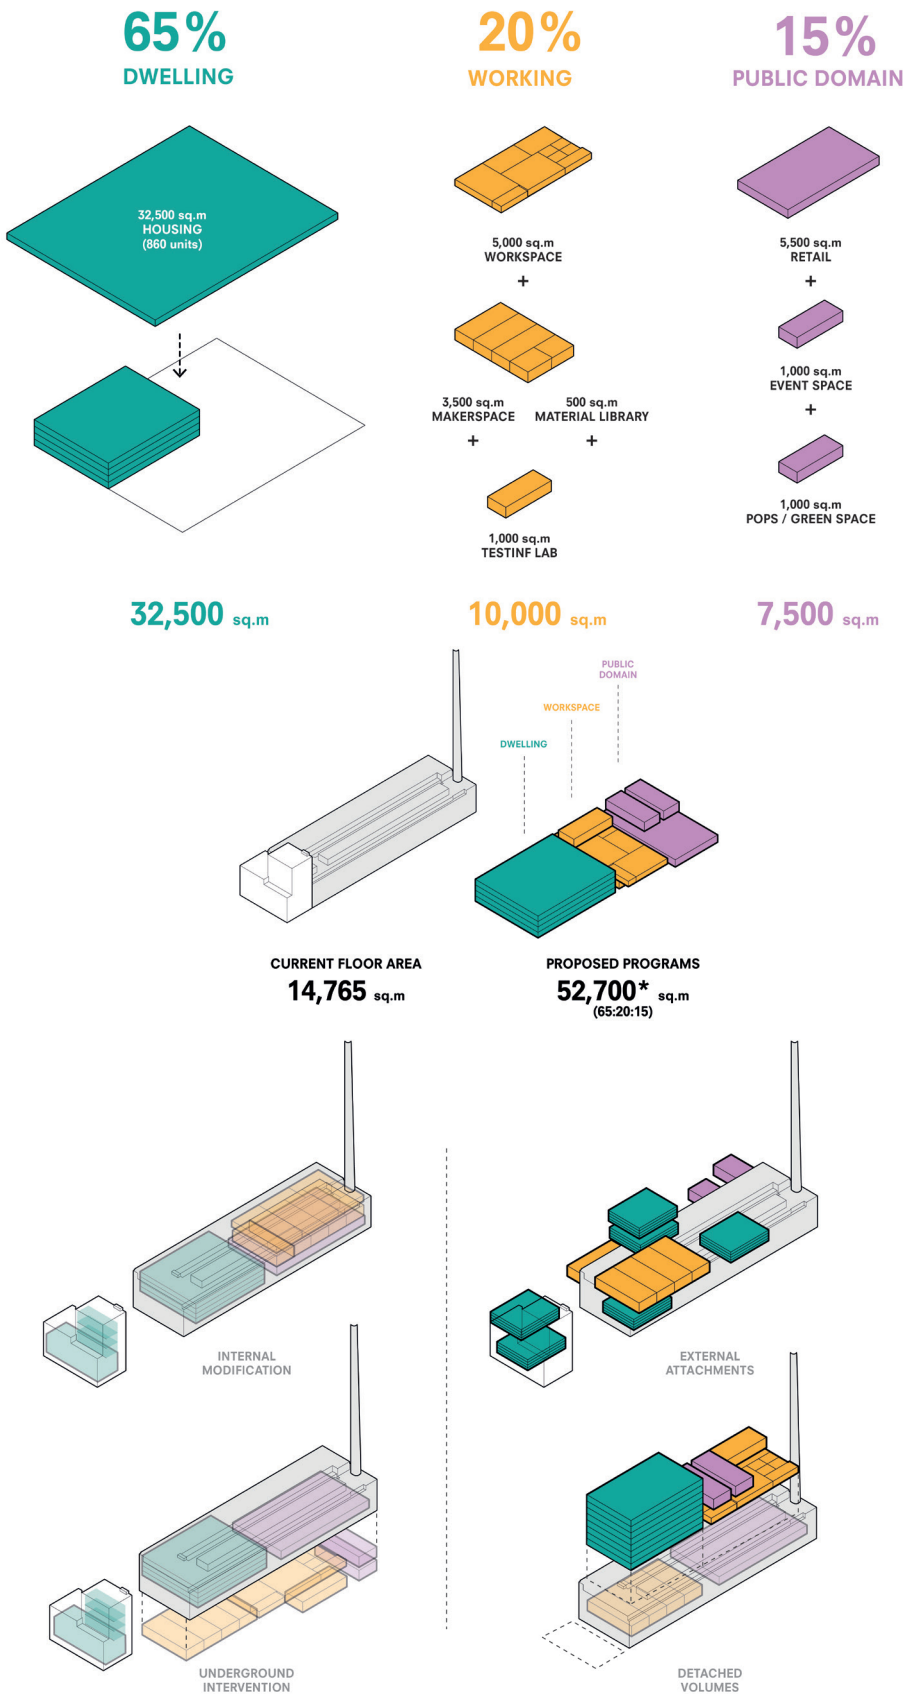 65%
DWELLING
20%
WORKING
15%
PUBLIC DOMAIN
32,500 sq.m
HOUSING
(860 units)
5,000 sq.m
WORKSPACE
+
3,500 sq.m
MAKERSPACE
+
500 sq.m
MATERIAL LIBRARY
+
1,000 sq.m
TESTINF LAB
5,500 sq.m
RETAIL
+
1,000 sq.m
EVENT SPACE
+
1,000 sq.m
POPS / GREEN SPACE
32,500 sq.m
10,000 sq.m
7,500 sq.m
PUBLIC
DOMAIN
WORKSPACE
DWELLING
CURRENT FLOOR AREA
14,765 sq.m
PROPOSED PROGRAMS
52,700* sq.m
(65:20:15)
INTERNAL
MODIFICATION
EXTERNAL
ATTACHMENTS
UNDERGROUND
INTERVENTION
DETACHED
VOLUMES